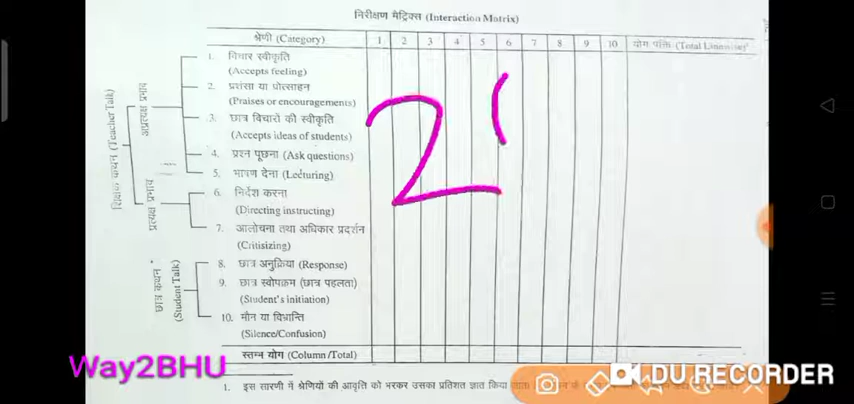 निरीक्षण मैट्रिक्स (Interaction Matrix)
श्रेणी (Category) 1 2 3 4 5 6 7 8 9 10 योग पंक्ति (Total Lines)
शिक्षक कथन (Teacher Talk)
अप्रत्यक्ष प्रभाव
1. विचार स्वीकृति
(Accepts feeling)
2. प्रशंसा या प्रोत्साहन
(Praises or encouragements)
3. छात्र विचारों की स्वीकृति
(Accepts ideas of students)
4. प्रश्न पूछना (Ask questions)
प्रत्यक्ष प्रभाव
5. भाषण देना (Lecturing)
6. निर्देश करना
(Directing instructing)
7. आलोचना तथा अधिकार प्रदर्शन
(Critisizing)
छात्र कथन
(Student Talk)
8. छात्र अनुक्रिया (Response)
9. छात्र स्वोपक्रम (छात्र पहलता)
(Student's initiation)
10. मौन या विभ्रान्ति
(Silence/Confusion)
स्तम्भ योग (Column/Total)
1. इस सारणी में श्रेणियों की आवृति को भरकर उसका प्रतिशत ज्ञात किया
2
Way2BHU
DU RECORDER